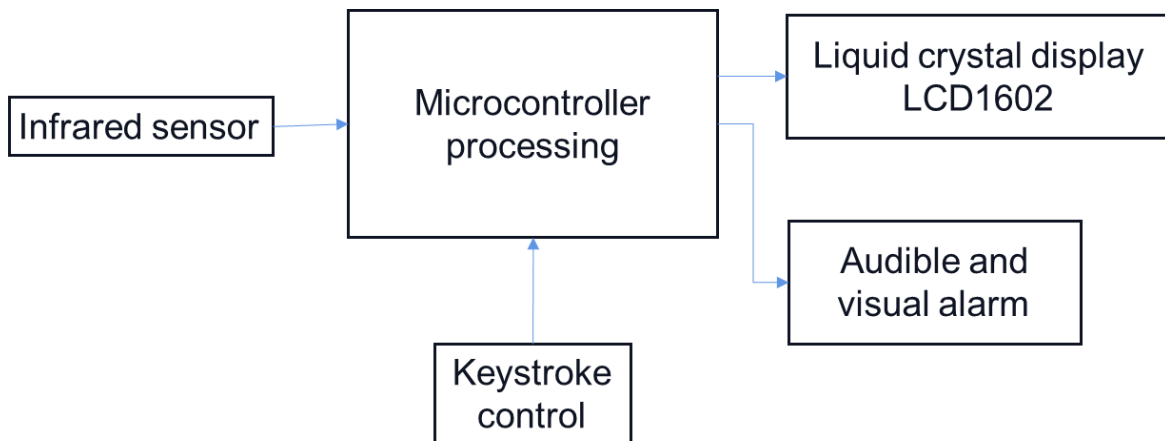 Infrared sensor
Microcontroller
processing
Liquid crystal display
LCD1602
Audible and
visual alarm
Keystroke
control